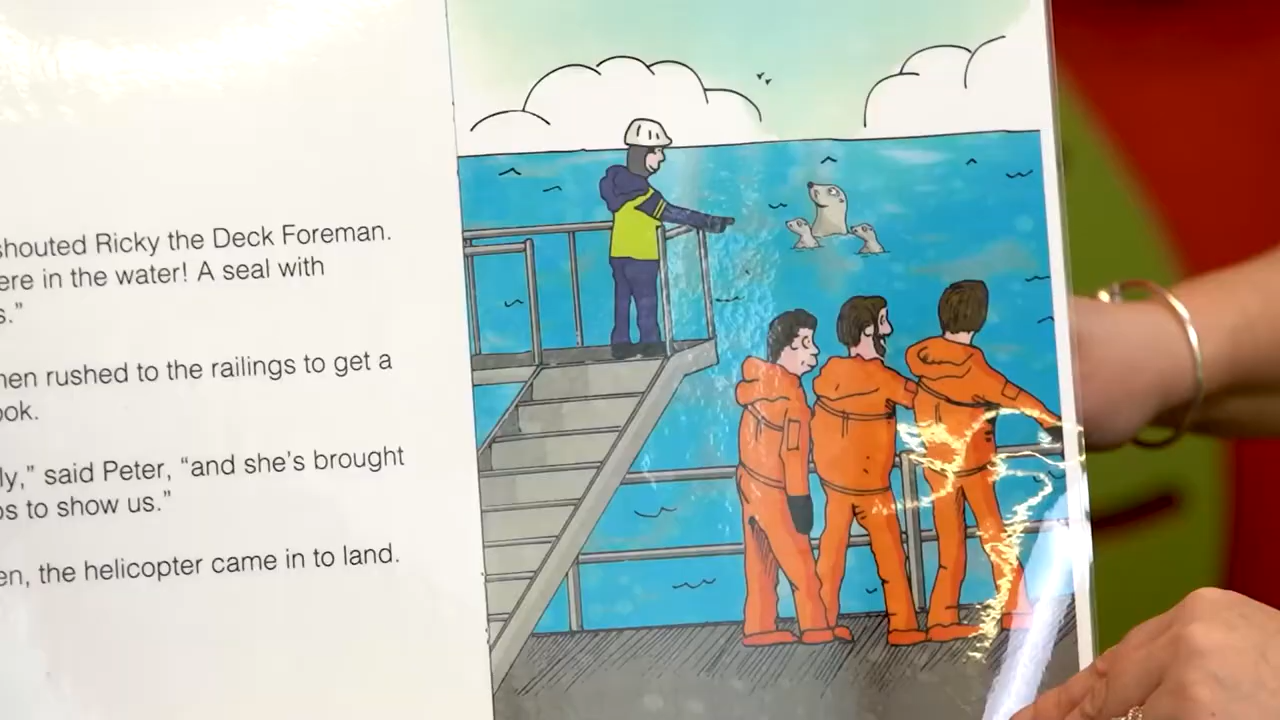 shouted Ricky the Deck Foreman.
ere in the water! A seal with
s.”
men rushed to the railings to get a
ook.
ly,” said Peter, “and she’s brought
os to show us.”
en, the helicopter came in to land.